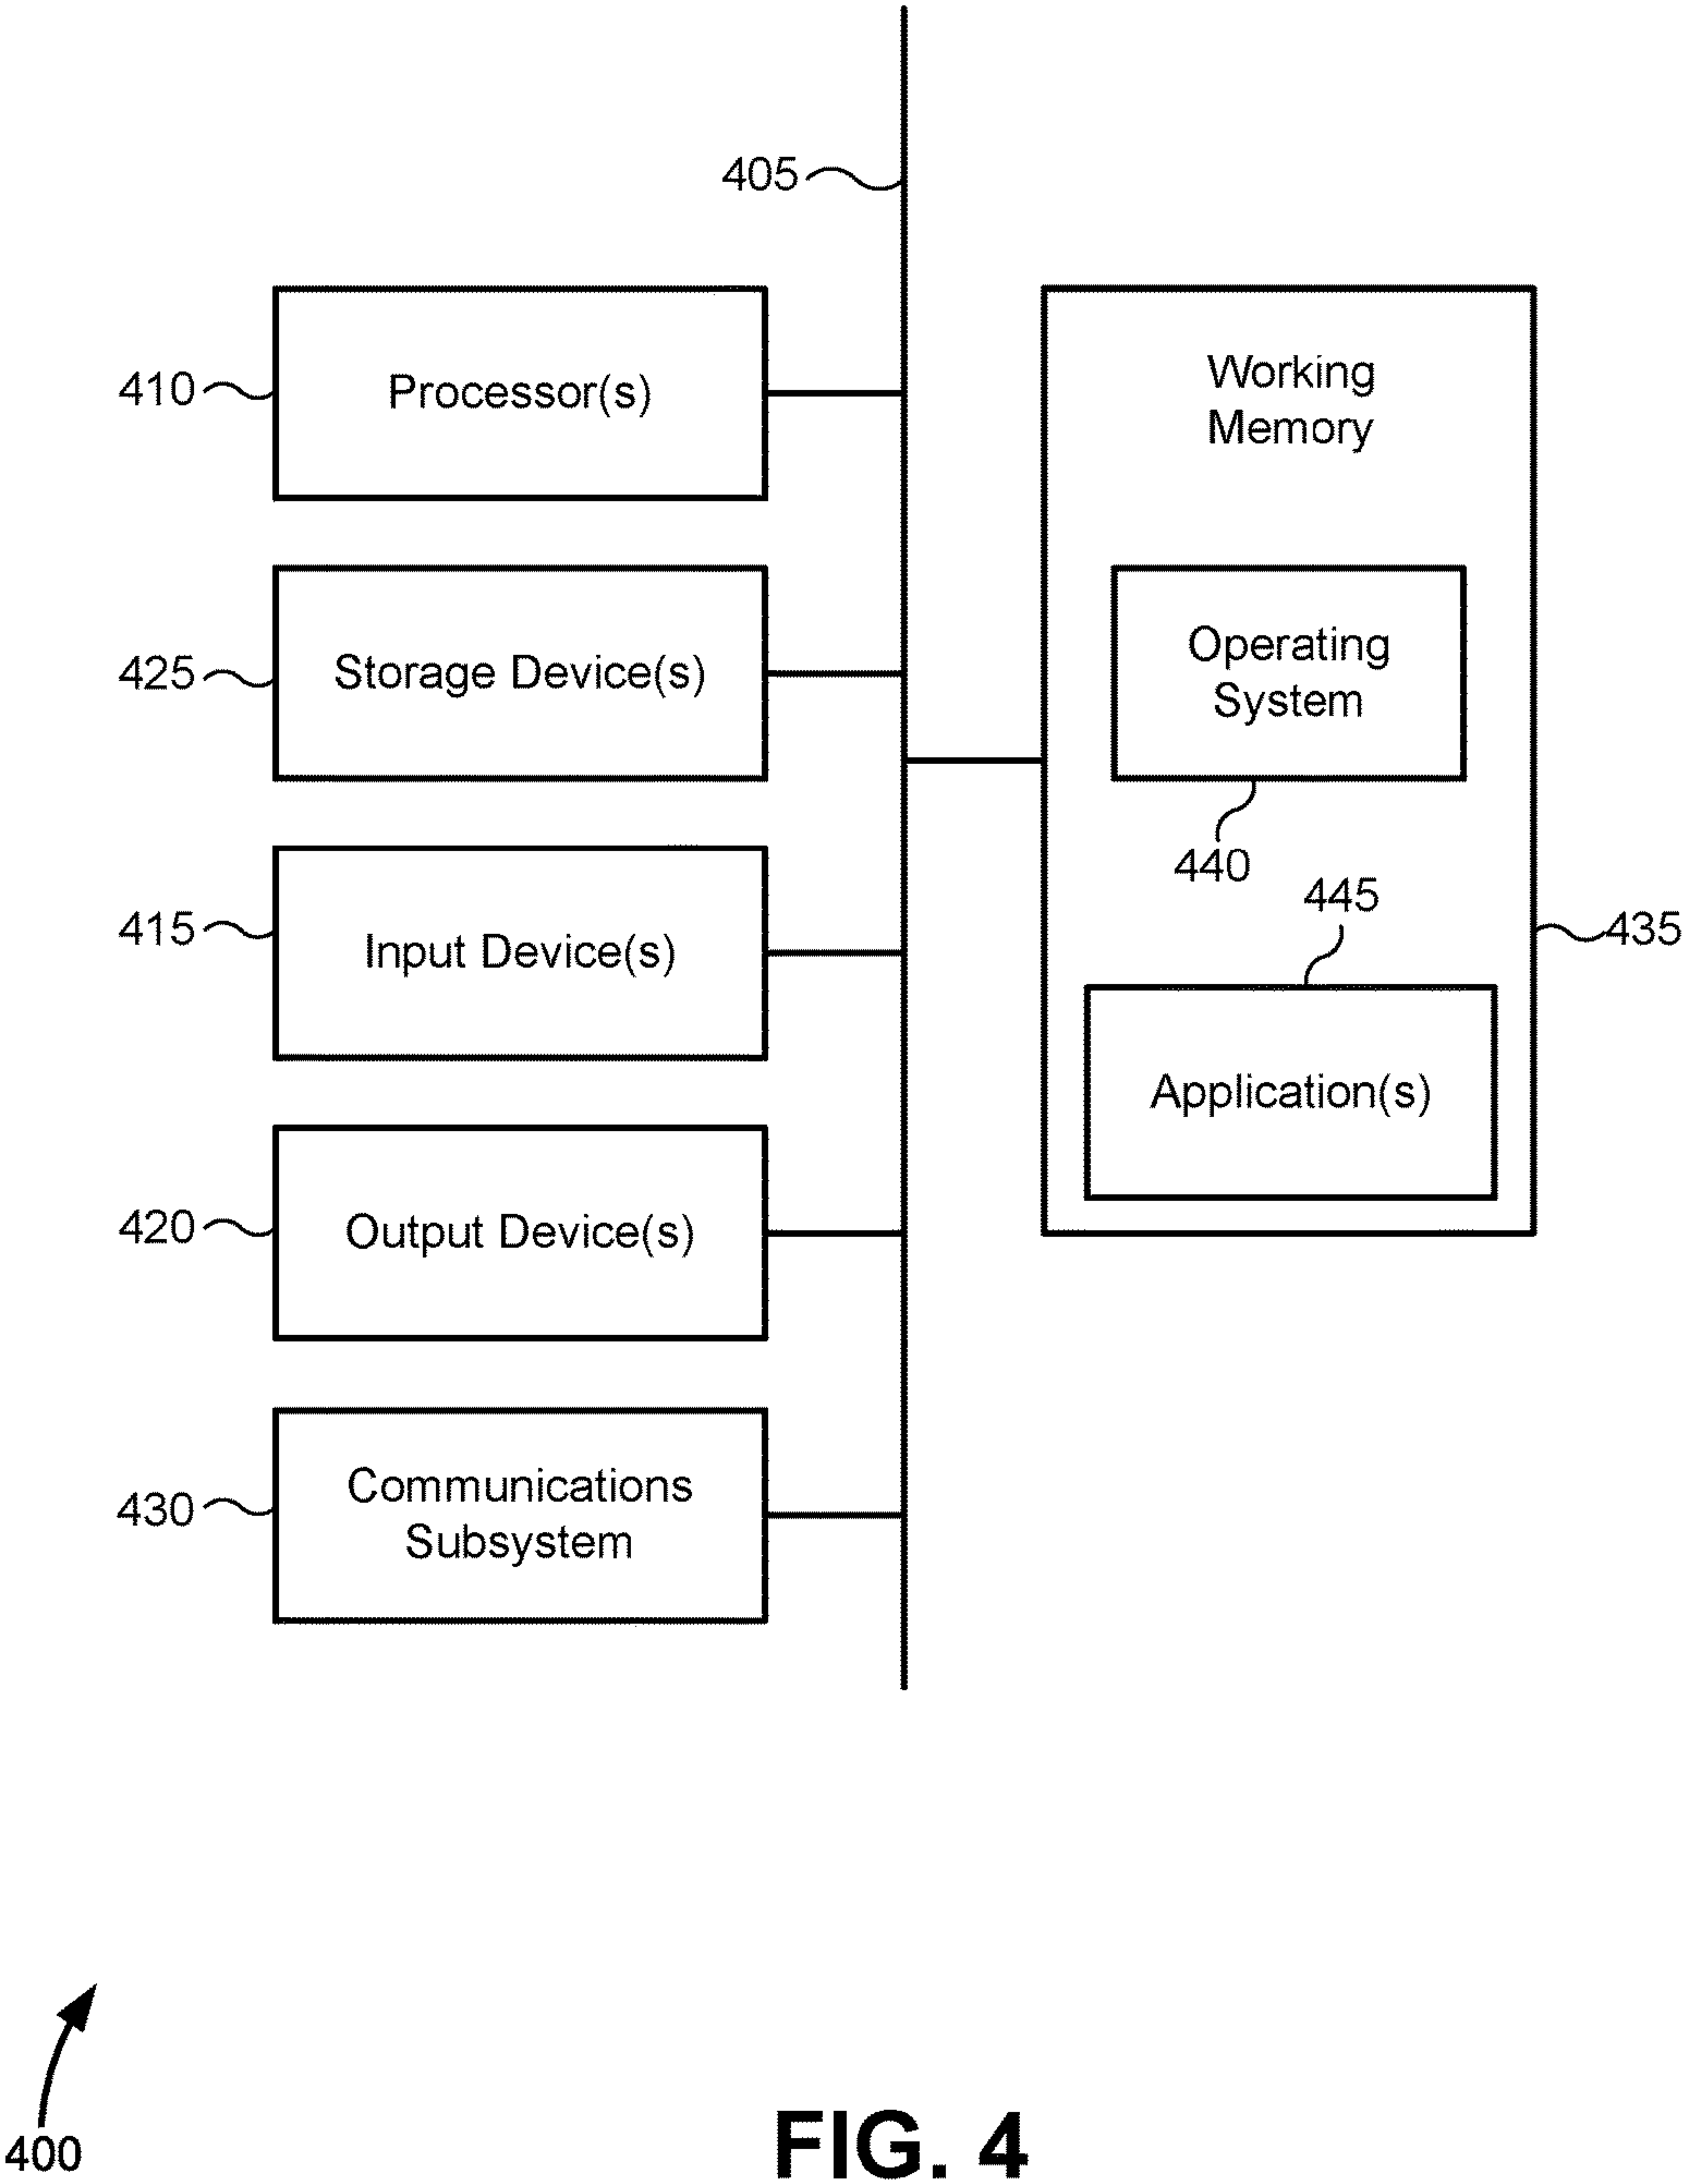 405
410
Processor(s)
Working
Memory
425
Storage Device(s)
Operating
System
440
445
415
Input Device(s)
435
Application(s)
420
Output Device(s)
430
Communications
Subsystem
400
FIG. 4